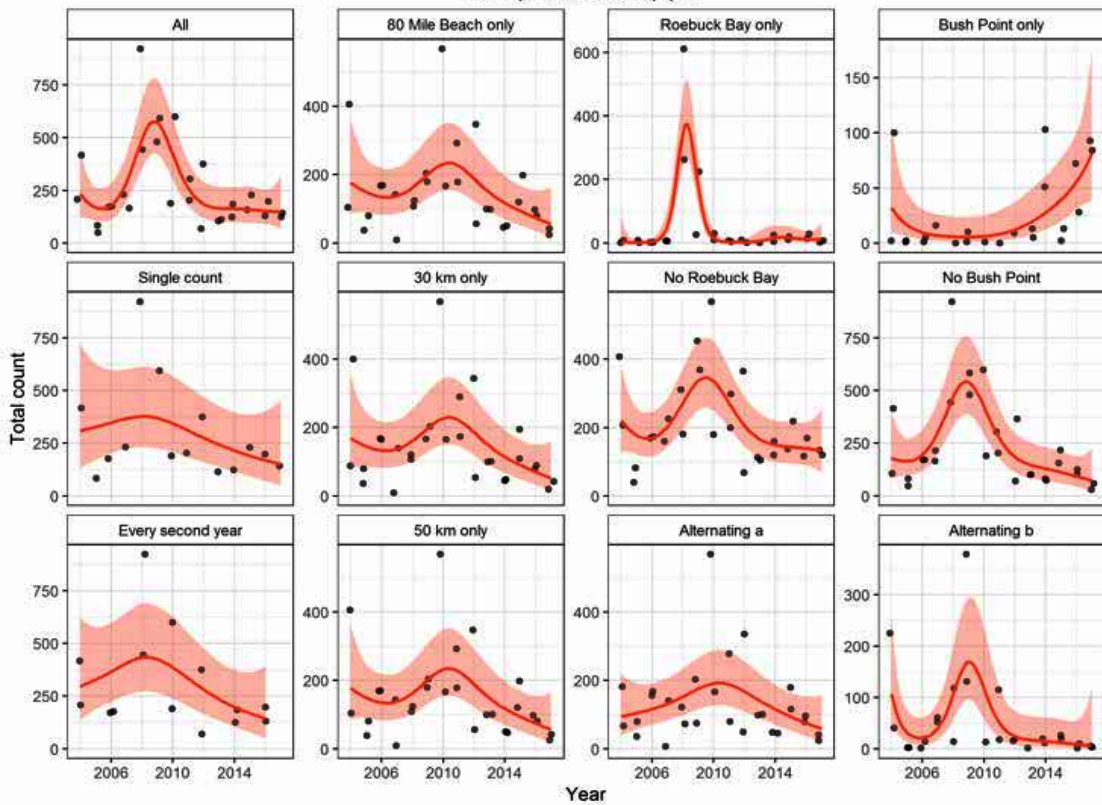 All
80 Mile Beach only
Roebuck Bay only
Bush Point only
750
500
250
0
400
200
0
600
400
200
0
150
100
50
0
Single count
30 km only
No Roebuck Bay
No Bush Point
Total count
750
500
250
0
400
200
0
400
200
0
750
500
250
0
Every second year
50 km only
Alternating a
Alternating b
750
500
250
0
400
200
0
400
200
0
300
200
100
0
2006 2010 2014
2006 2010 2014
2006 2010 2014
2006 2010 2014
Year